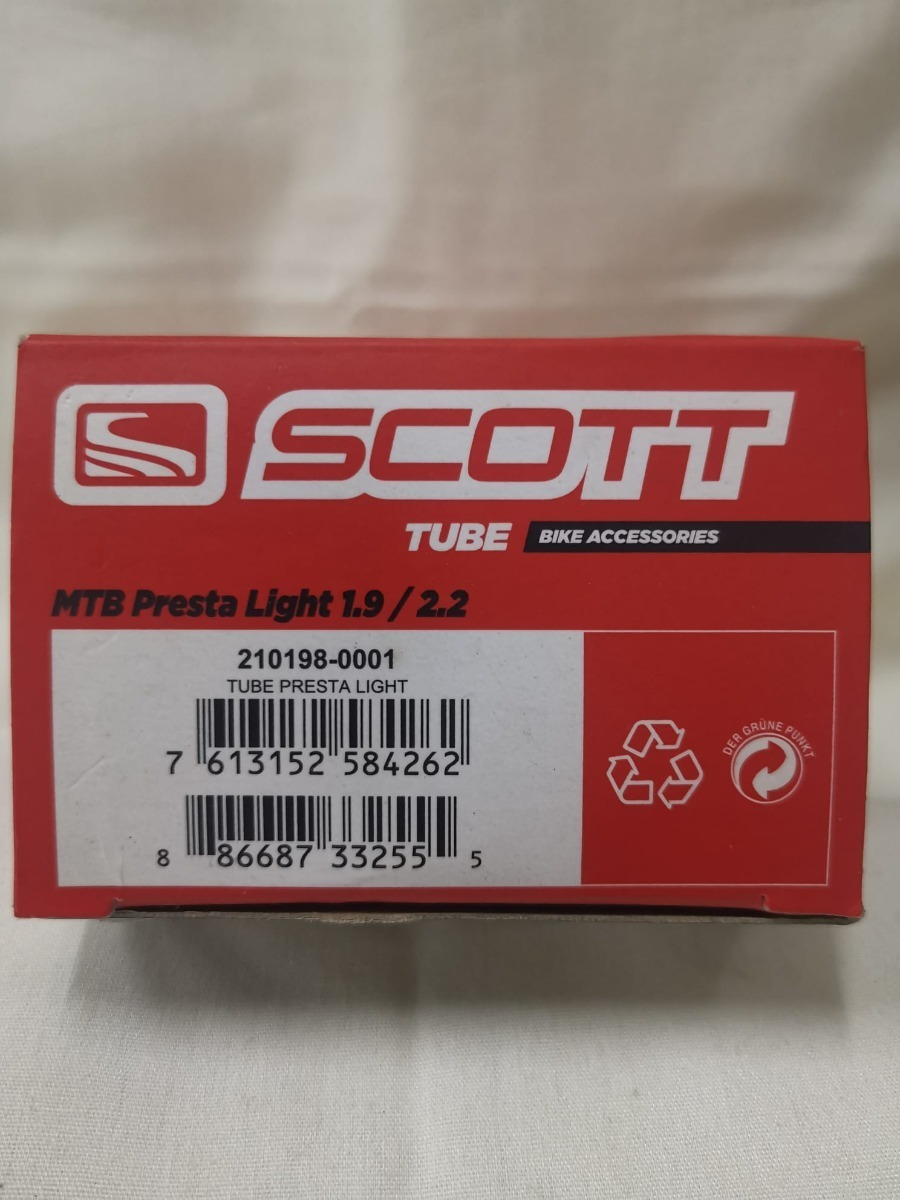 SCOTT
TUBE BIKE ACCESSORIES
MTB Presta Light 1.9 / 2.2
210198-0001
TUBE PRESTA LIGHT
7 613152 584262
8 86687 33255 5
DER GRÜNE PUNKT